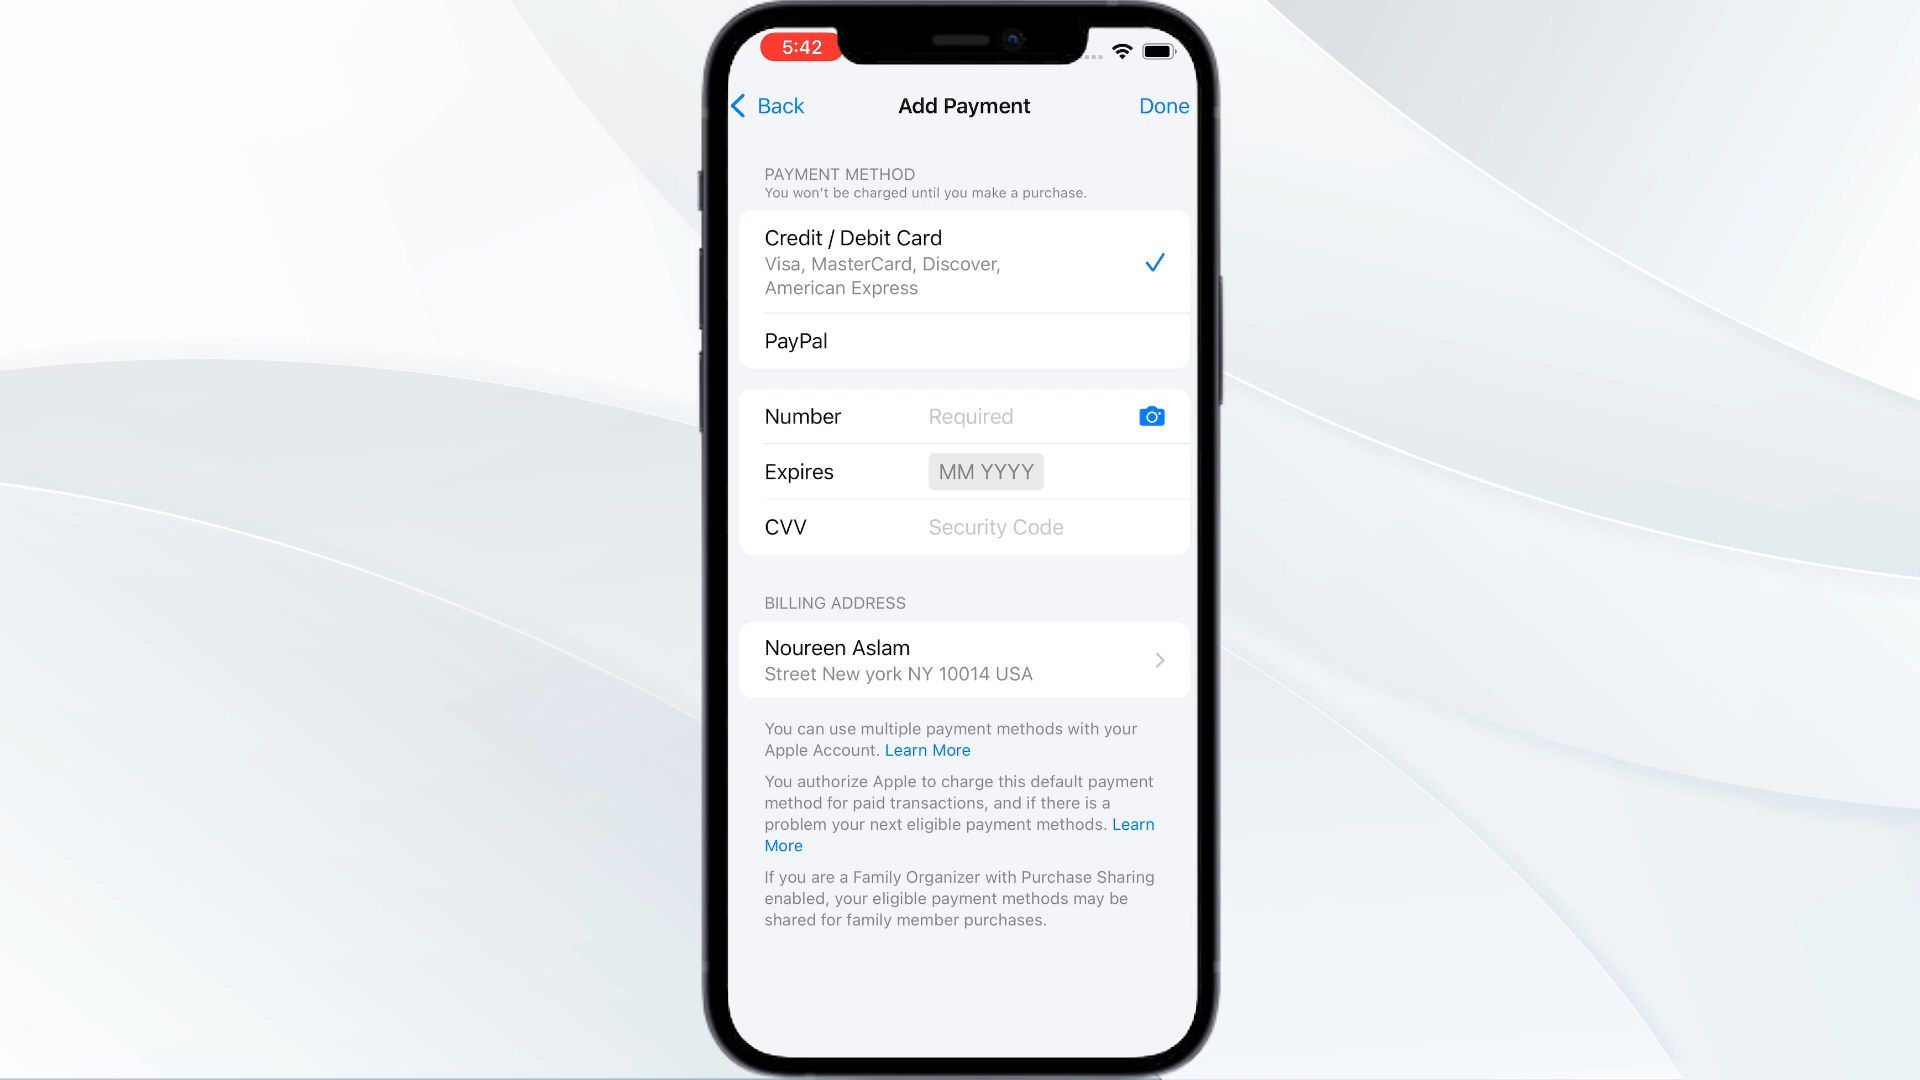 5:42
Back
Add Payment
Done
PAYMENT METHOD
You won't be charged until you make a purchase.
Credit / Debit Card
Visa, MasterCard, Discover,
American Express
PayPal
Number Required
Expires MM YYYY
CVV Security Code
BILLING ADDRESS
Noureen Aslam
Street New york NY 10014 USA
You can use multiple payment methods with your
Apple Account. Learn More
You authorize Apple to charge this default payment
method for paid transactions, and if there is a
problem your next eligible payment methods. Learn
More
If you are a Family Organizer with Purchase Sharing
enabled, your eligible payment methods may be
shared for family member purchases.